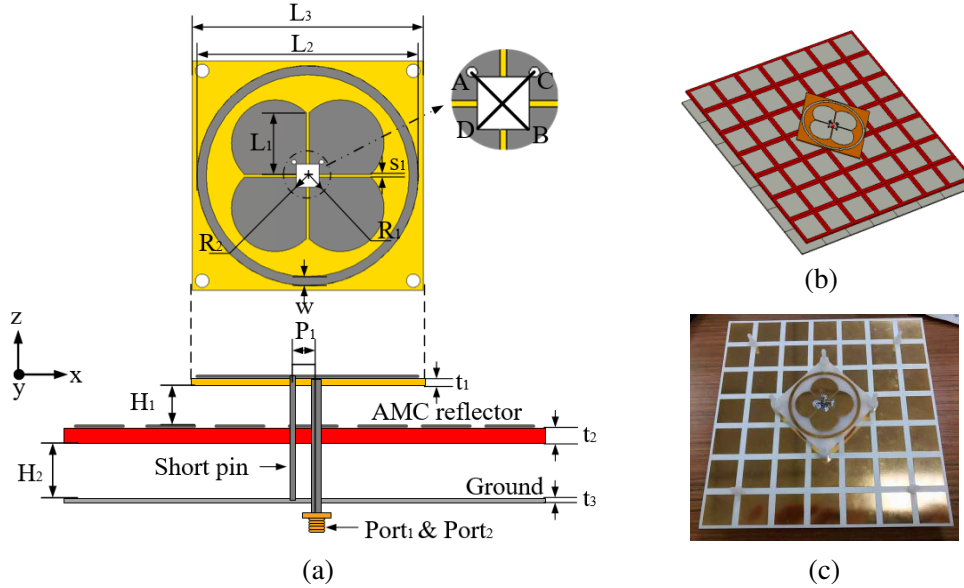 L3
L2
A
C
D
B
L1
s1
R2
R1
w
P1
z
y
x
t1
H1
AMC reflector
t2
H2
Short pin
Ground
t3
Port1 & Port2
(a)
(b)
(c)